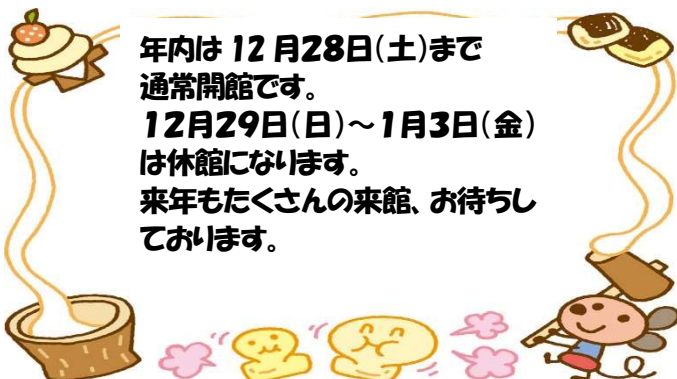 年内は12月28日(土)まで
通常開館です。
12月29日(日)～1月3日(金)
は休館になります。
来年もたくさんの来館、お待ちし
ております。